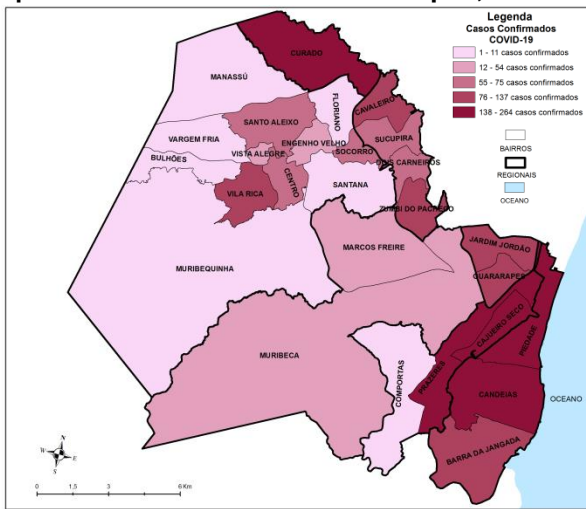 Legenda
Casos Confirmados
COVID-19
1 - 11 casos confirmados
12 - 54 casos confirmados
55 - 75 casos confirmados
76 - 137 casos confirmados
138 - 264 casos confirmados
BAIRROS
REGIONAIS
OCEANO
CURADO
MANASSÚ
FLORIANO
CAVALEIRO
SANTO ALEIXO
SUCUPIRA
VARGEM FRIA
ENGENHO VELHO
SOCORRO
VISTA ALEGRE
BULHÕES
DOIS CARNEIROS
CENTRO
SANTANA
VILA RICA
ZUMBI DO PACHECO
MARCOS FREIRE
JARDIM JORDÃO
MURIBEQUINHA
GUARARAPES
CAJUEIRO SECO
PIEDADE
MURIBECA
COMPORTAS
PRAZERES
CANDEIAS
OCEANO
BARRA DA JANGADA
N
W
E
S
0 1,5 3 6 Km